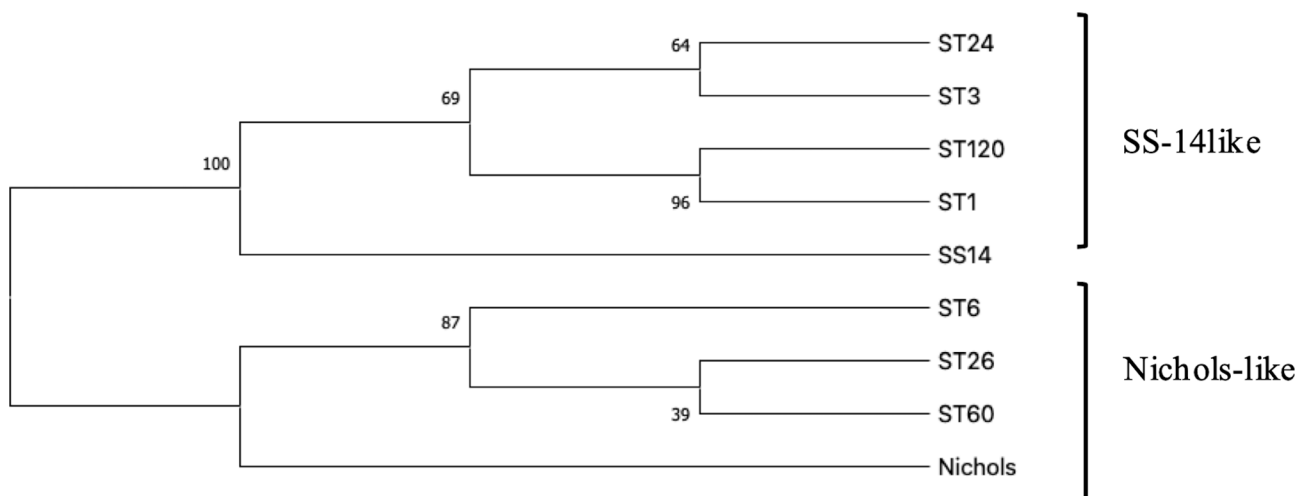 64
ST24
ST3
69
ST120
100
96
ST1
SS14
SS-14like
87
ST6
ST26
39
ST60
Nichols
Nichols-like